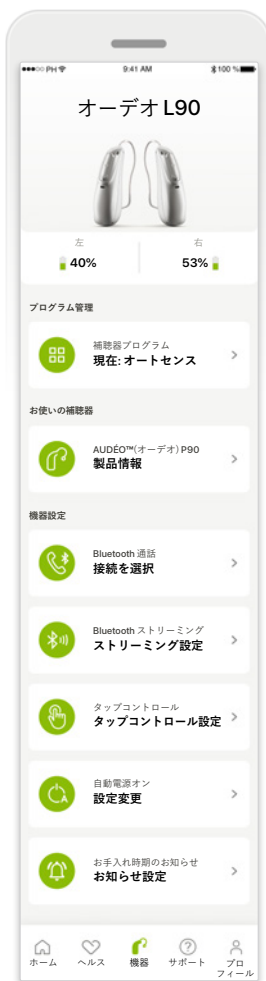 PH
9:41 AM
100 %
オーデオ L90
左
右
40%
53%
プログラム管理
補聴器プログラム
現在: オートセンス
お使いの補聴器
AUDÉO™(オーデオ) P90
製品情報
機器設定
Bluetooth 通話
接続を選択
Bluetooth ストリーミング
ストリーミング設定
タップコントロール
タップコントロール設定
自動電源オン
設定変更
お手入れ時期のお知らせ
お知らせ設定
ホーム
ヘルス
機器
サポート
プロ
フィール